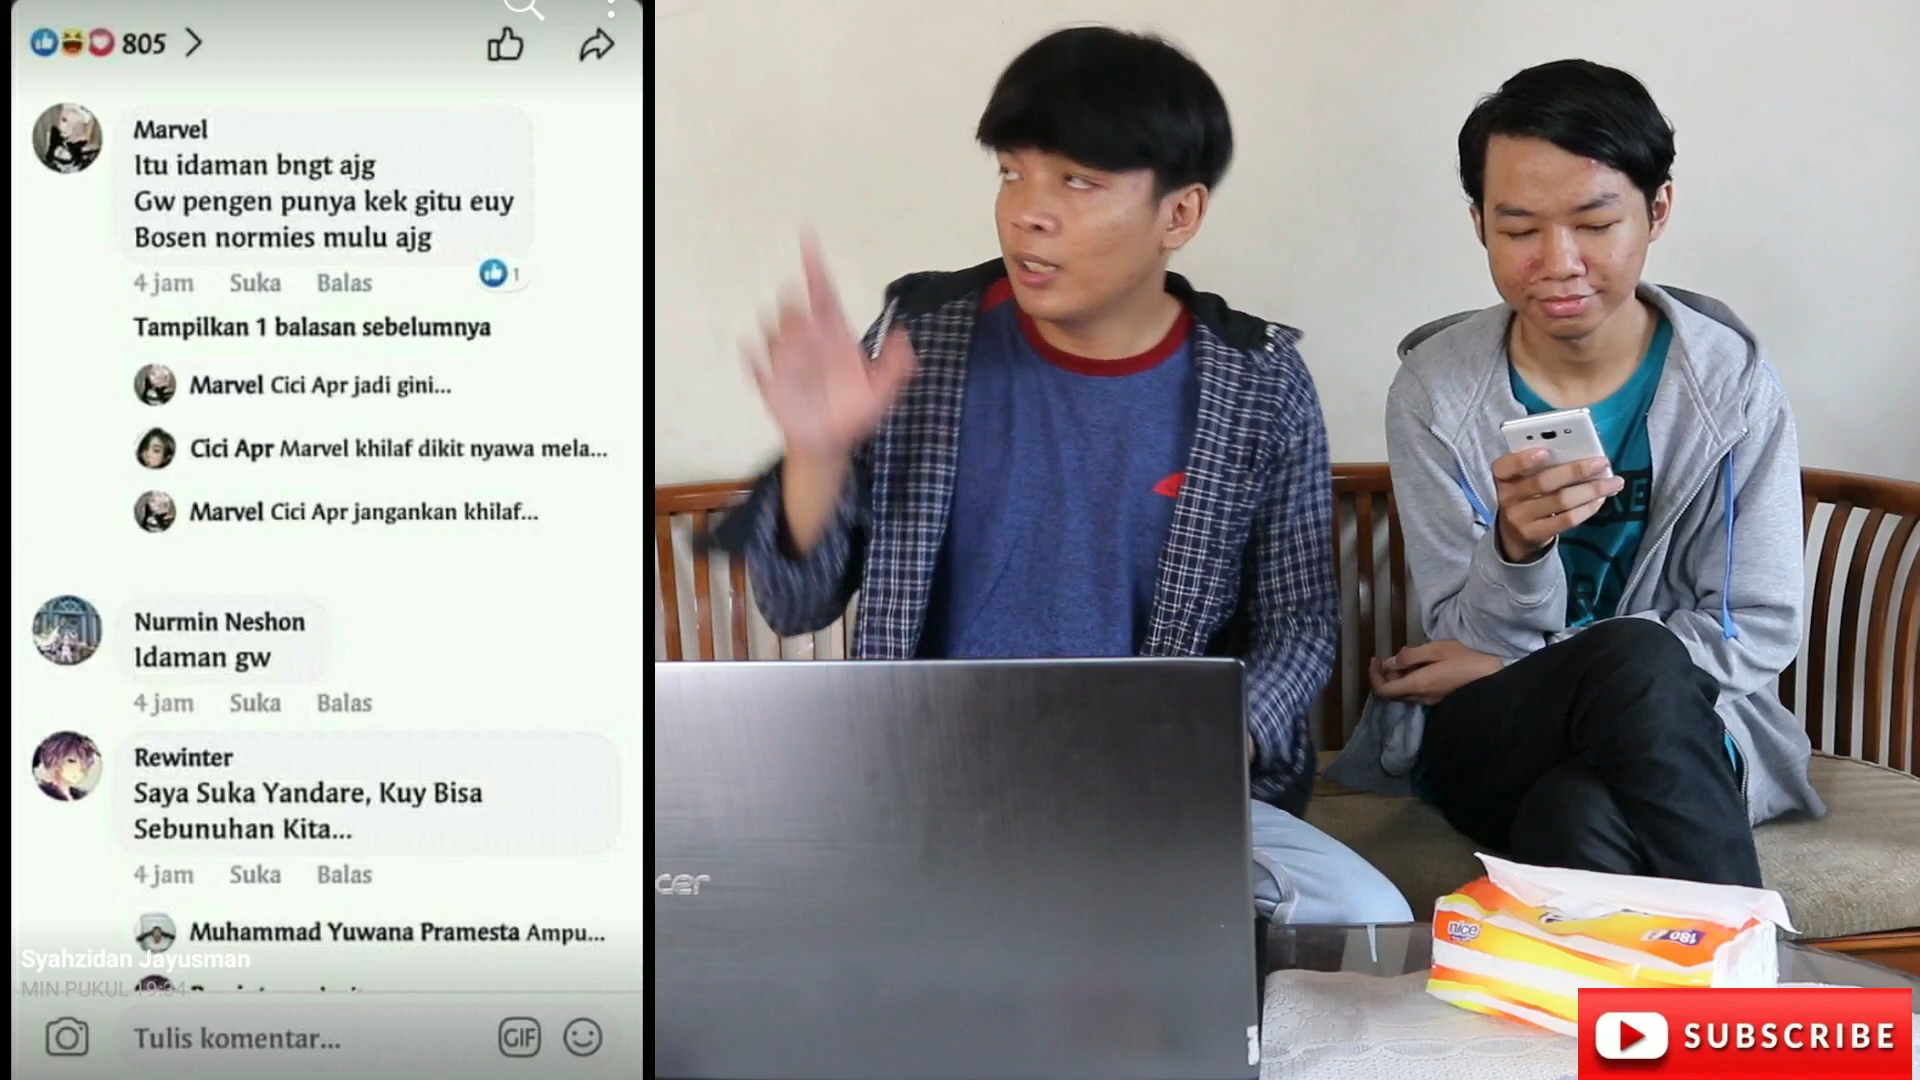 805
Marvel
Itu idaman bngt ajg
Gw pengen punya kek gitu euy
Bosen normies mulu ajg
4 jam Suka Balas
1
Tampilkan 1 balasan sebelumnya
Marvel Cici Apr jadi gini...
Cici Apr Marvel khilaf dikit nyawa mela...
Marvel Cici Apr jangankan khilaf...
Nurmin Neshon
Idaman gw
4 jam Suka Balas
Rewinter
Saya Suka Yandare, Kuy Bisa
Sebunuhan Kita...
4 jam Suka Balas
Muhammad Yuwana Pramesta Ampu...
Syahzidan Jayusman
MIN PUKUL
Tulis komentar...
GIF
cer
nice
180
SUBSCRIBE